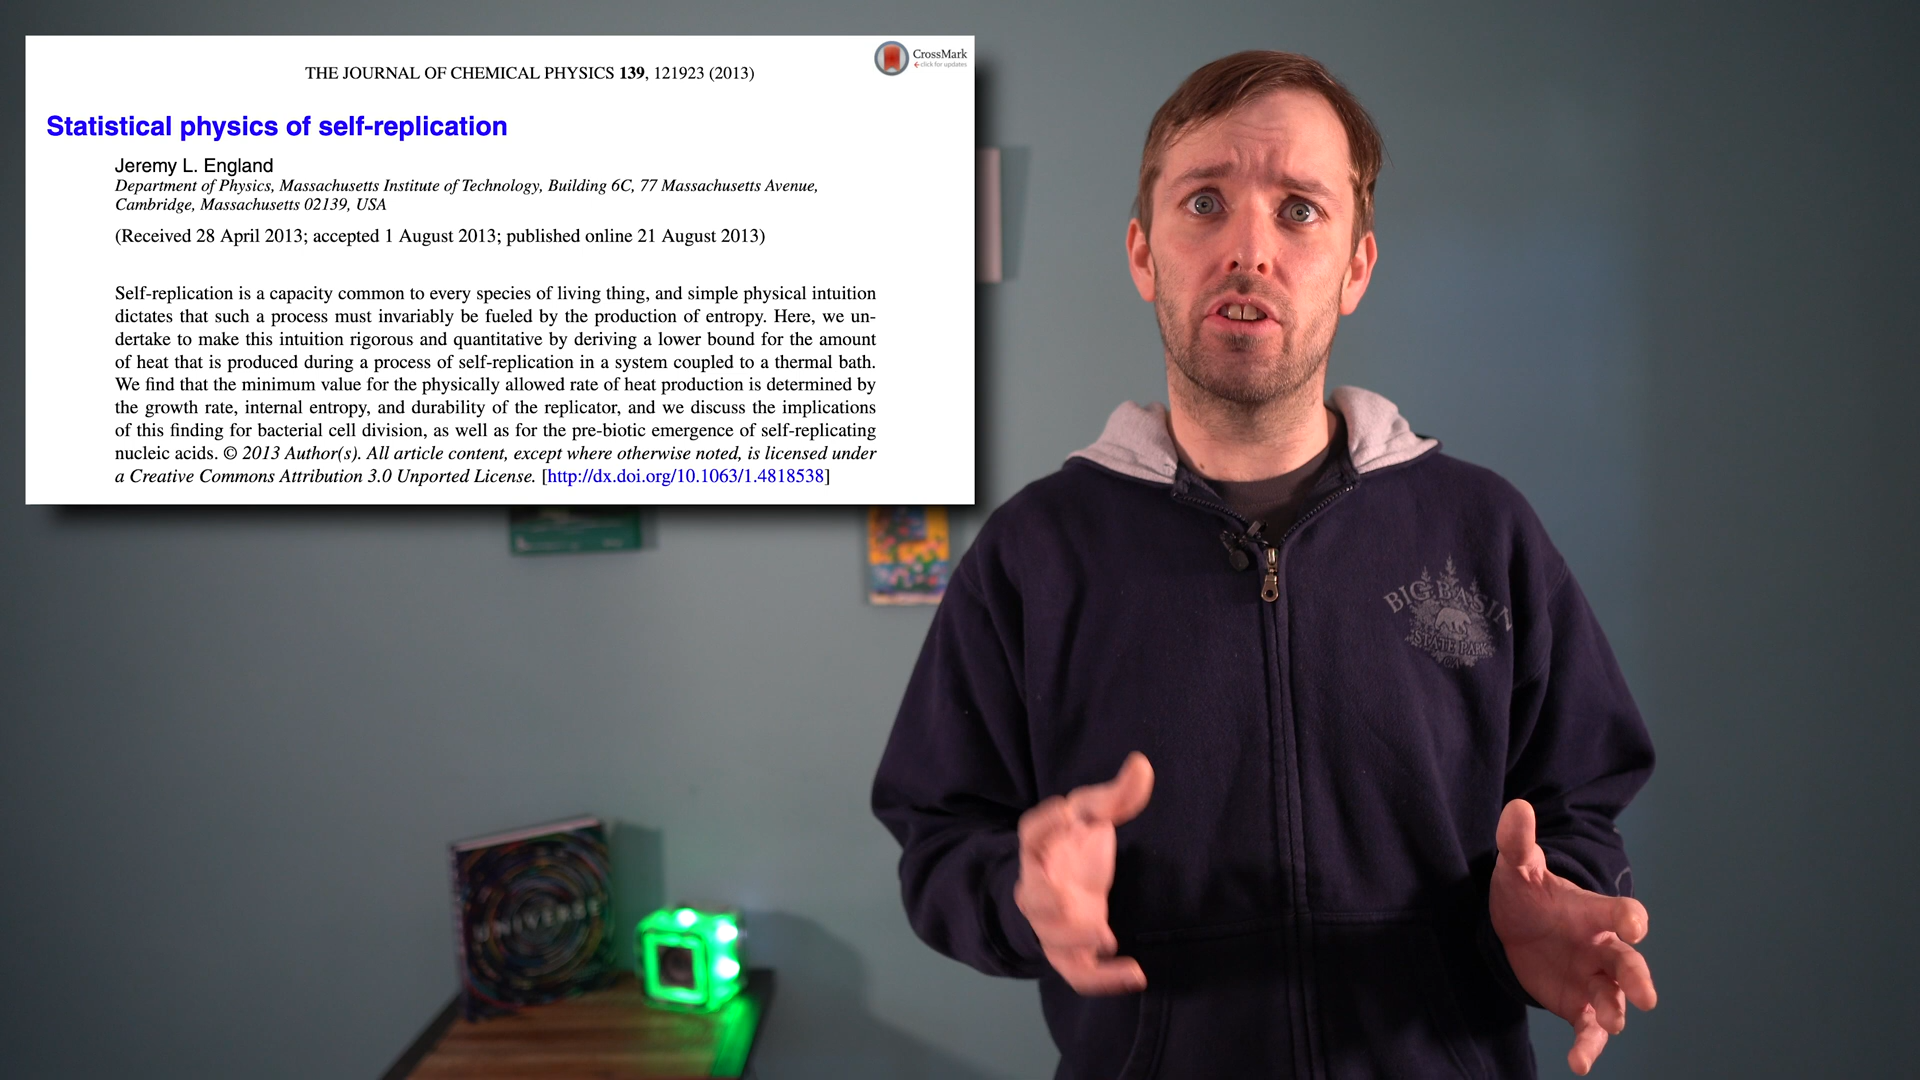 CrossMark
click for updates
THE JOURNAL OF CHEMICAL PHYSICS 139, 121923 (2013)
Statistical physics of self-replication
Jeremy L. England
Department of Physics, Massachusetts Institute of Technology, Building 6C, 77 Massachusetts Avenue,
Cambridge, Massachusetts 02139, USA
(Received 28 April 2013; accepted 1 August 2013; published online 21 August 2013)
Self-replication is a capacity common to every species of living thing, and simple physical intuition
dictates that such a process must invariably be fueled by the production of entropy. Here, we un-
dertake to make this intuition rigorous and quantitative by deriving a lower bound for the amount
of heat that is produced during a process of self-replication in a system coupled to a thermal bath.
We find that the minimum value for the physically allowed rate of heat production is determined by
the growth rate, internal entropy, and durability of the replicator, and we discuss the implications
of this finding for bacterial cell division, as well as for the pre-biotic emergence of self-replicating
nucleic acids. © 2013 Author(s). All article content, except where otherwise noted, is licensed under
a Creative Commons Attribution 3.0 Unported License. [http://dx.doi.org/10.1063/1.4818538]
BIG BASIN
STATE PARK
CA
UNIVERSE